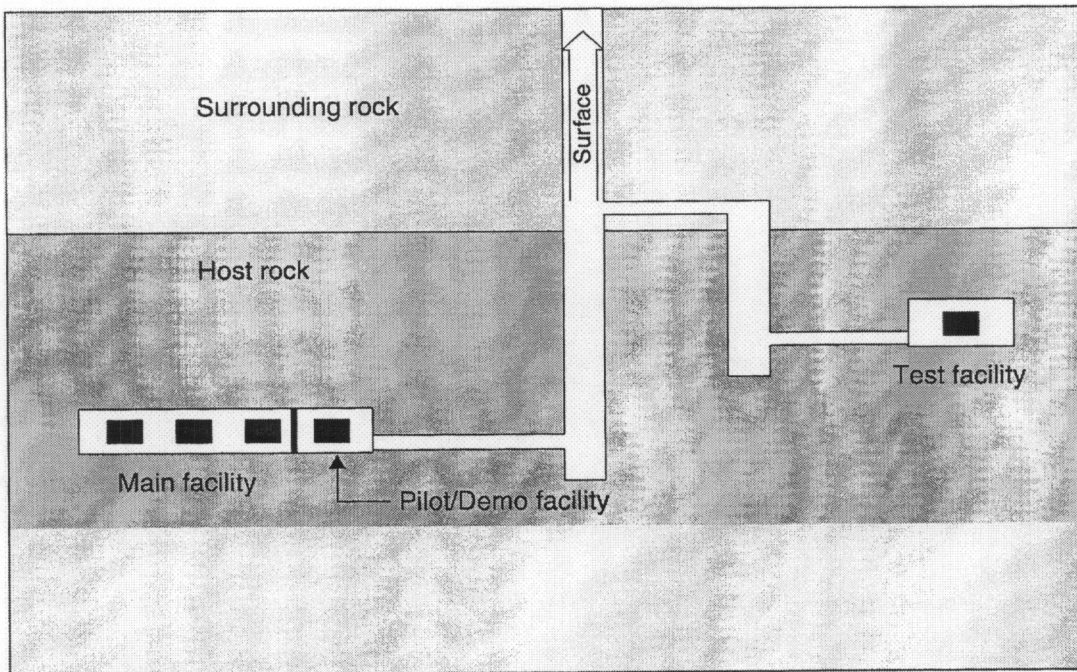 Surrounding rock
Surface
Host rock
Test facility
Main facility
Pilot/Demo facility